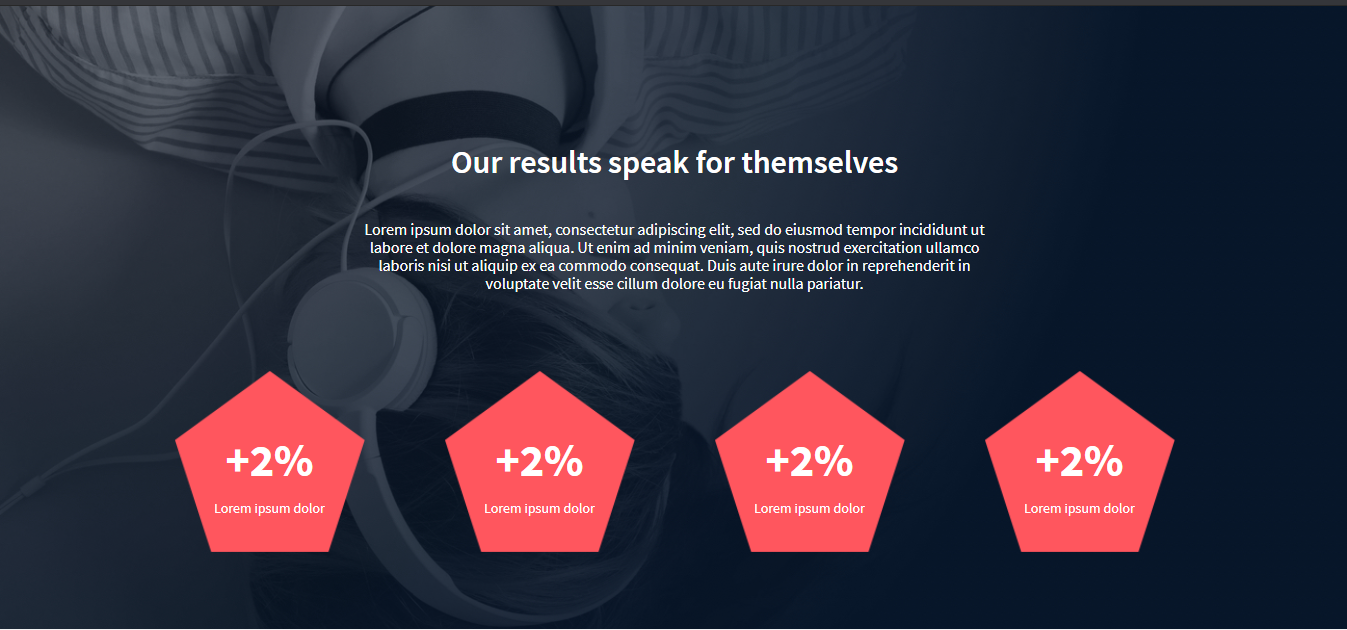 Our results speak for themselves
Lorem ipsum dolor sit amet, consectetur adipiscing elit, sed do eiusmod tempor incididunt ut
labore et dolore magna aliqua. Ut enim ad minim veniam, quis nostrud exercitation ullamco
laboris nisi ut aliquip ex ea commodo consequat. Duis aute irure dolor in reprehenderit in
voluptate velit esse cillum dolore eu fugiat nulla pariatur.
+2%
Lorem ipsum dolor
+2%
Lorem ipsum dolor
+2%
Lorem ipsum dolor
+2%
Lorem ipsum dolor